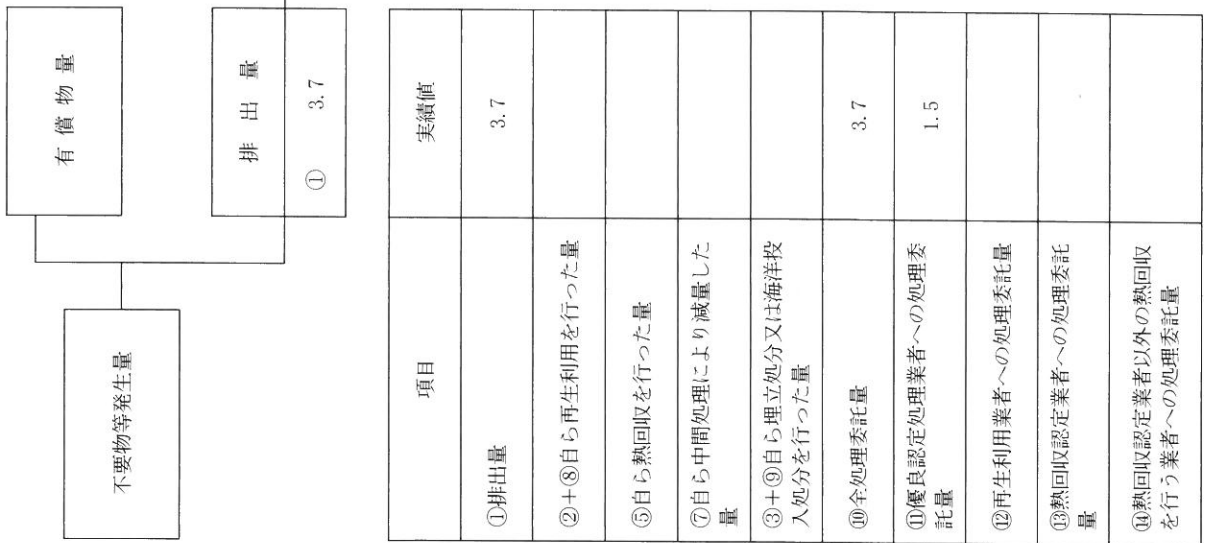 不要物等発生量
有償物量
排出量
① 3.7
項目 実績値
①排出量 3.7
②+⑧自ら再生利用を行った量
⑤自ら熱回収を行った量
⑦自ら中間処理により減量した
量
③+⑨自ら埋立処分又は海洋投
入処分を行った量
⑩全処理委託量 3.7
⑪優良認定処理業者への処理委
託量 1.5
⑫再生利用業者への処理委託量
⑬熱回収認定業者への処理委託
量
⑭熱回収認定業者以外の熱回収
を行う業者への処理委託量